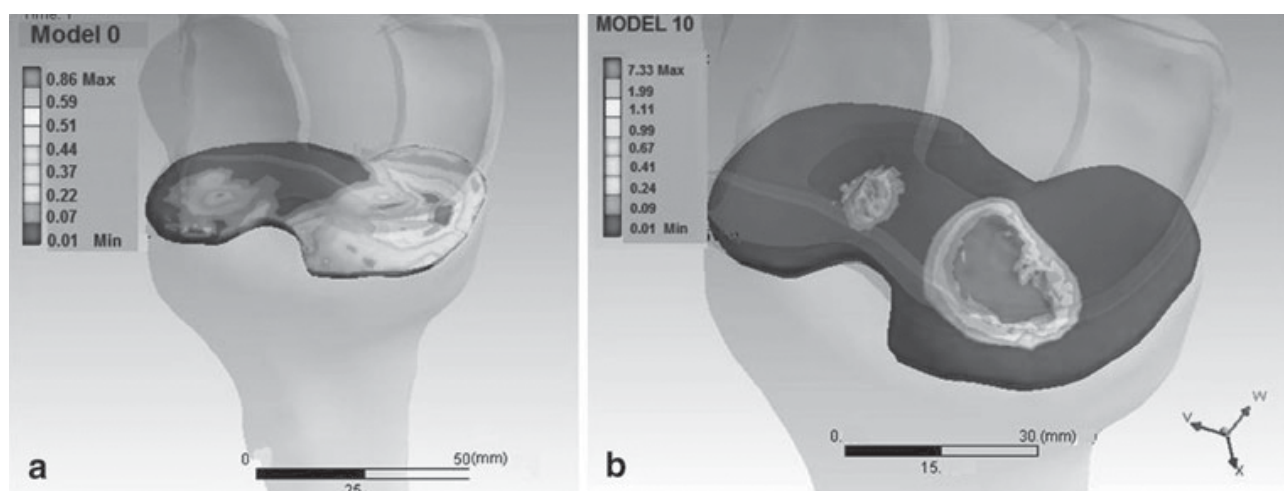 Model 0
0.86 Max
0.59
0.51
0.44
0.37
0.22
0.07
0.01 Min
0
50(mm)
25
a
MODEL 10
7.33 Max
1.99
1.11
0.99
0.67
0.41
0.24
0.09
0.01 Min
0.
30.(mm)
15.
W
V
X
b